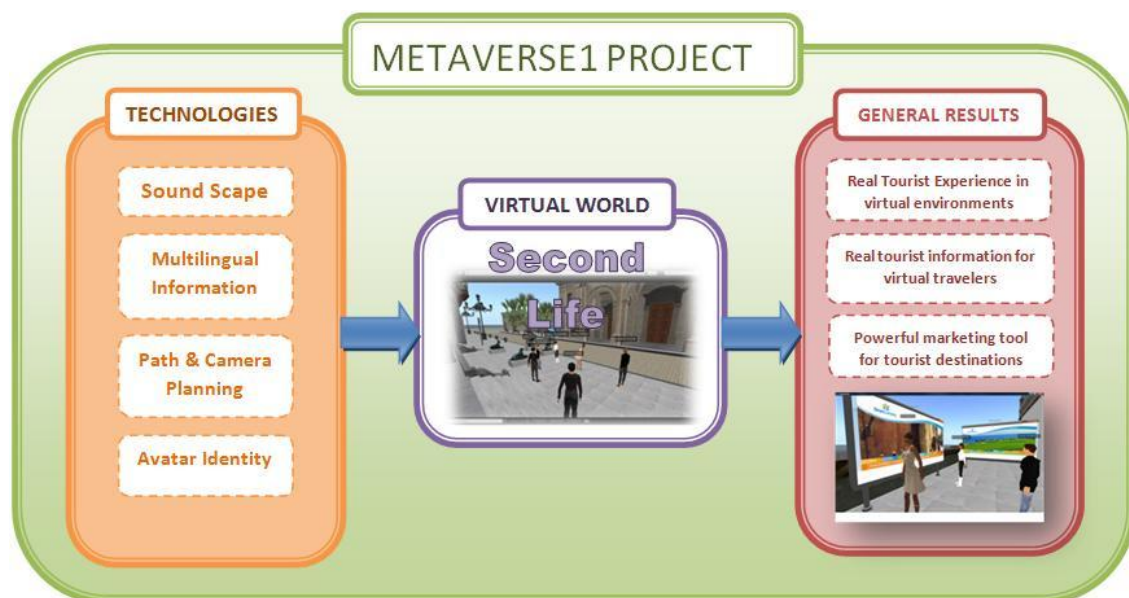 METAVERSE1 PROJECT
TECHNOLOGIES
Sound Scape
Multilingual
Information
Path & Camera
Planning
Avatar Identity
VIRTUAL WORLD
Second
Life
GENERAL RESULTS
Real Tourist Experience in
virtual environments
Real tourist information for
virtual travelers
Powerful marketing tool
for tourist destinations